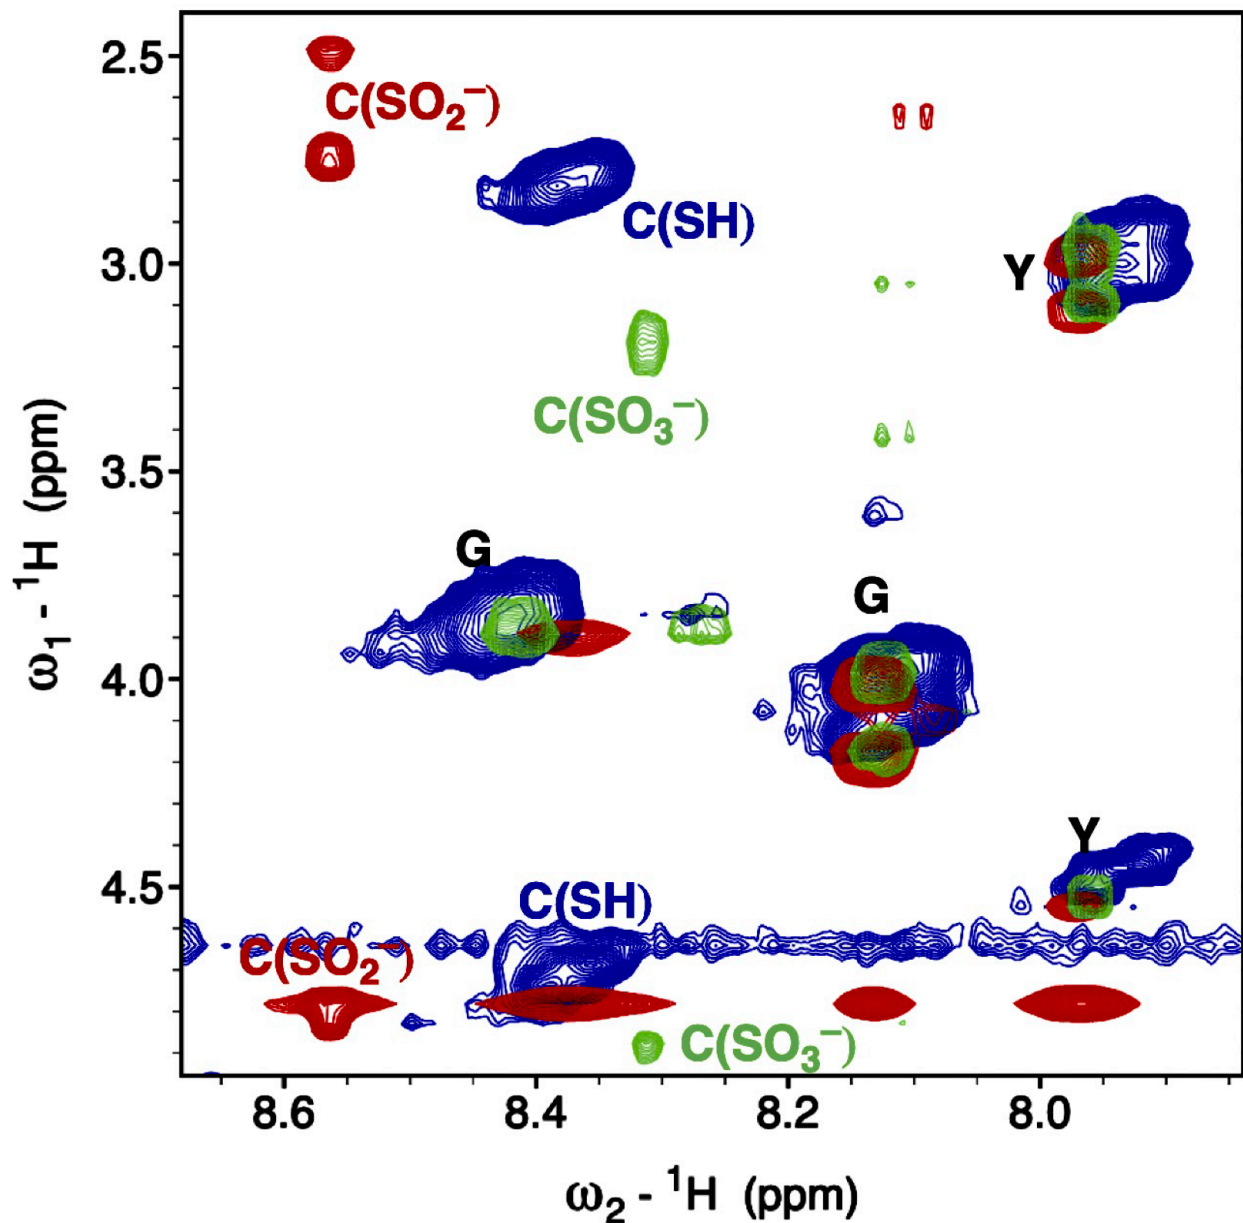 2.5
C(SO₂⁻)
C(SH)
3.0
Y
C(SO₃⁻)
3.5
G
G
4.0
Y
4.5
C(SH)
C(SO₂⁻)
C(SO₃⁻)
8.6 8.4 8.2 8.0
ω₂ - ¹H (ppm)
ω₁ - ¹H (ppm)